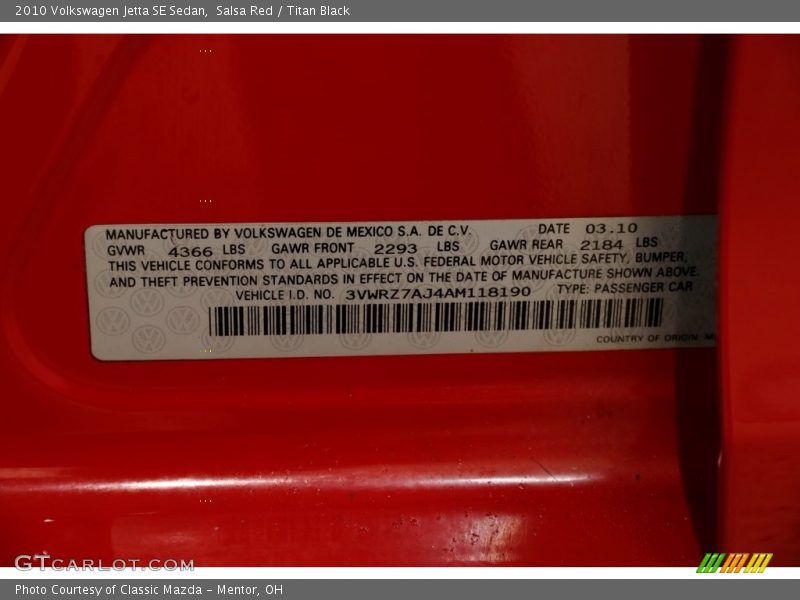 2010 Volkswagen Jetta SE Sedan,  Salsa Red / Titan Black
MANUFACTURED BY VOLKSWAGEN DE MEXICO S.A. DE C.V. DATE 03.10
GVWR 4366 LBS GAWR FRONT 2293 LBS GAWR REAR 2184 LBS
THIS VEHICLE CONFORMS TO ALL APPLICABLE U.S. FEDERAL MOTOR VEHICLE SAFETY, BUMPER,
AND THEFT PREVENTION STANDARDS IN EFFECT ON THE DATE OF MANUFACTURE SHOWN ABOVE.
VEHICLE I.D. NO. 3VWRZ7AJ4AM118190 TYPE: PASSENGER CAR
COUNTRY OF ORIGIN:
GTcarlot.com
Photo Courtesy of Classic Mazda - Mentor, OH